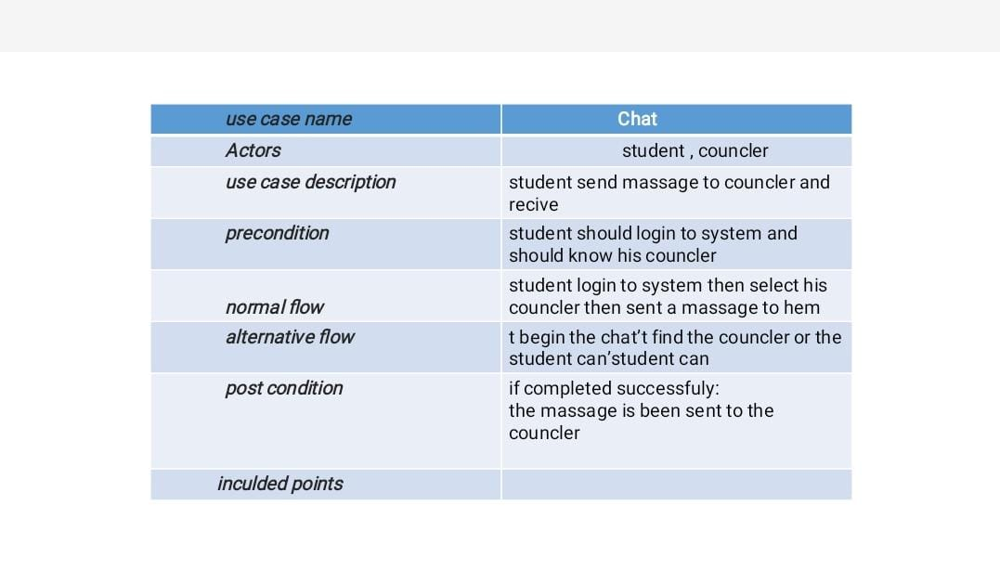 use case name
Chat
Actors
student , councler
use case description
student send massage to councler and
recive
precondition
student should login to system and
should know his councler
normal flow
student login to system then select his
councler then sent a massage to hem
alternative flow
t begin the chat’t find the councler or the
student can’student can
post condition
if completed successfuly:
the massage is been sent to the
councler
inculded points